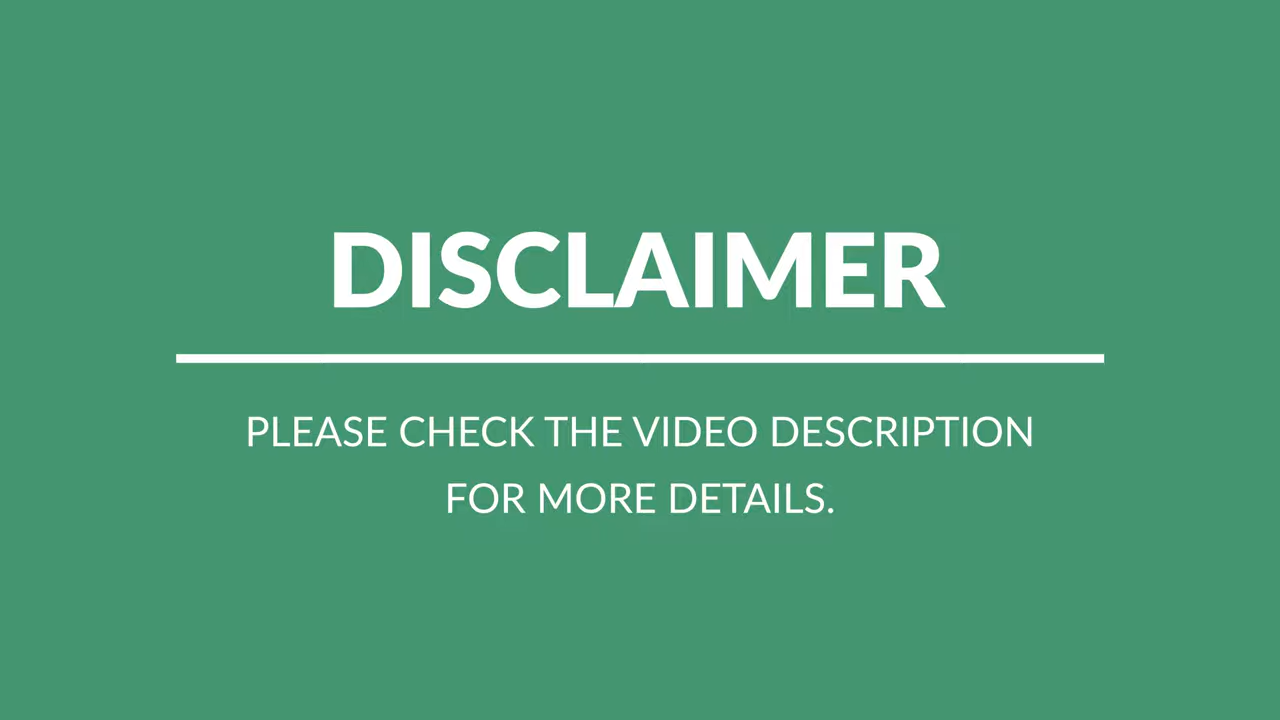 DISCLAIMER
PLEASE CHECK THE VIDEO DESCRIPTION
FOR MORE DETAILS.